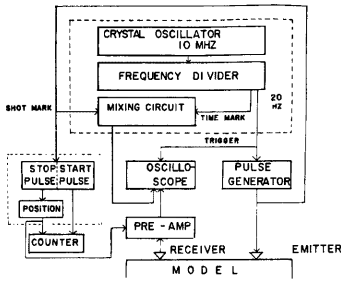 CRYSTAL OSCILLATOR
10 MHZ
FREQUENCY DIVIDER
SHOT MARK
MIXING CIRCUIT
TIME MARK
20
HZ
TRIGGER
STOP START
PULSE PULSE
OSCILLO-
SCOPE
PULSE
GENERATOR
POSITION
COUNTER
PRE-AMP
RECEIVER
EMITTER
MODEL